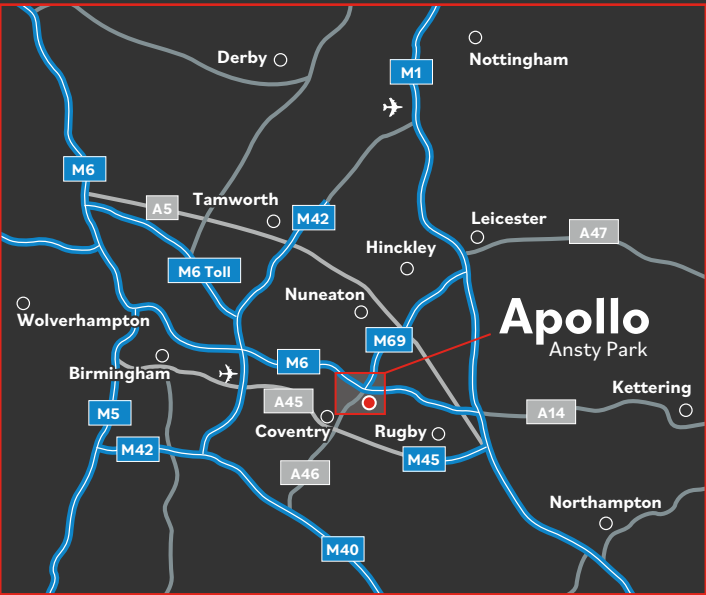 Derby
Nottingham
M1
M6
A5
Tamworth
M42
Leicester
A47
Hinckley
M6 Toll
Nuneaton
Wolverhampton
Apollo
Ansty Park
M69
M6
Birmingham
Kettering
A45
M5
A14
Coventry
Rugby
M42
M45
A46
Northampton
M40